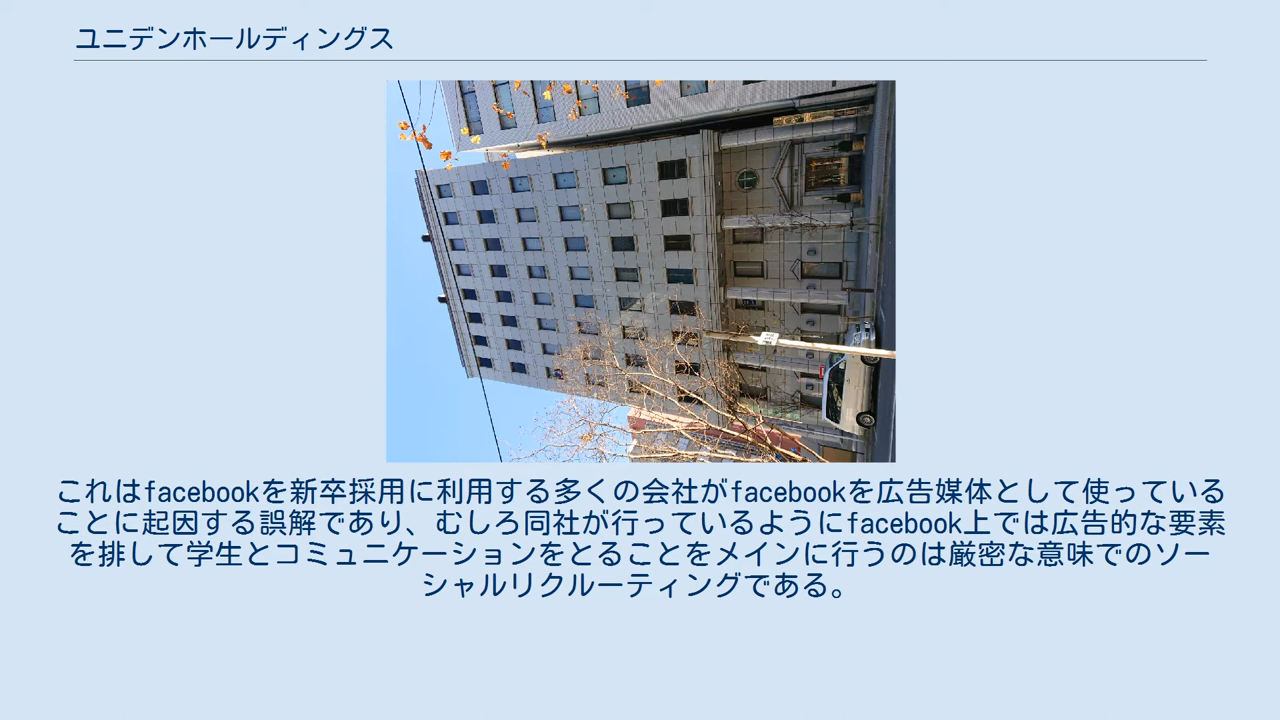 ユニデンホールディングス
これはfacebookを新卒採用に利用する多くの会社がfacebookを広告媒体として使っている
ことに起因する誤解であり、むしろ同社が行っているようにfacebook上では広告的な要素
を排して学生とコミュニケーションをとることをメインに行うのは厳密な意味でのソー
シャルリクルーティングである。